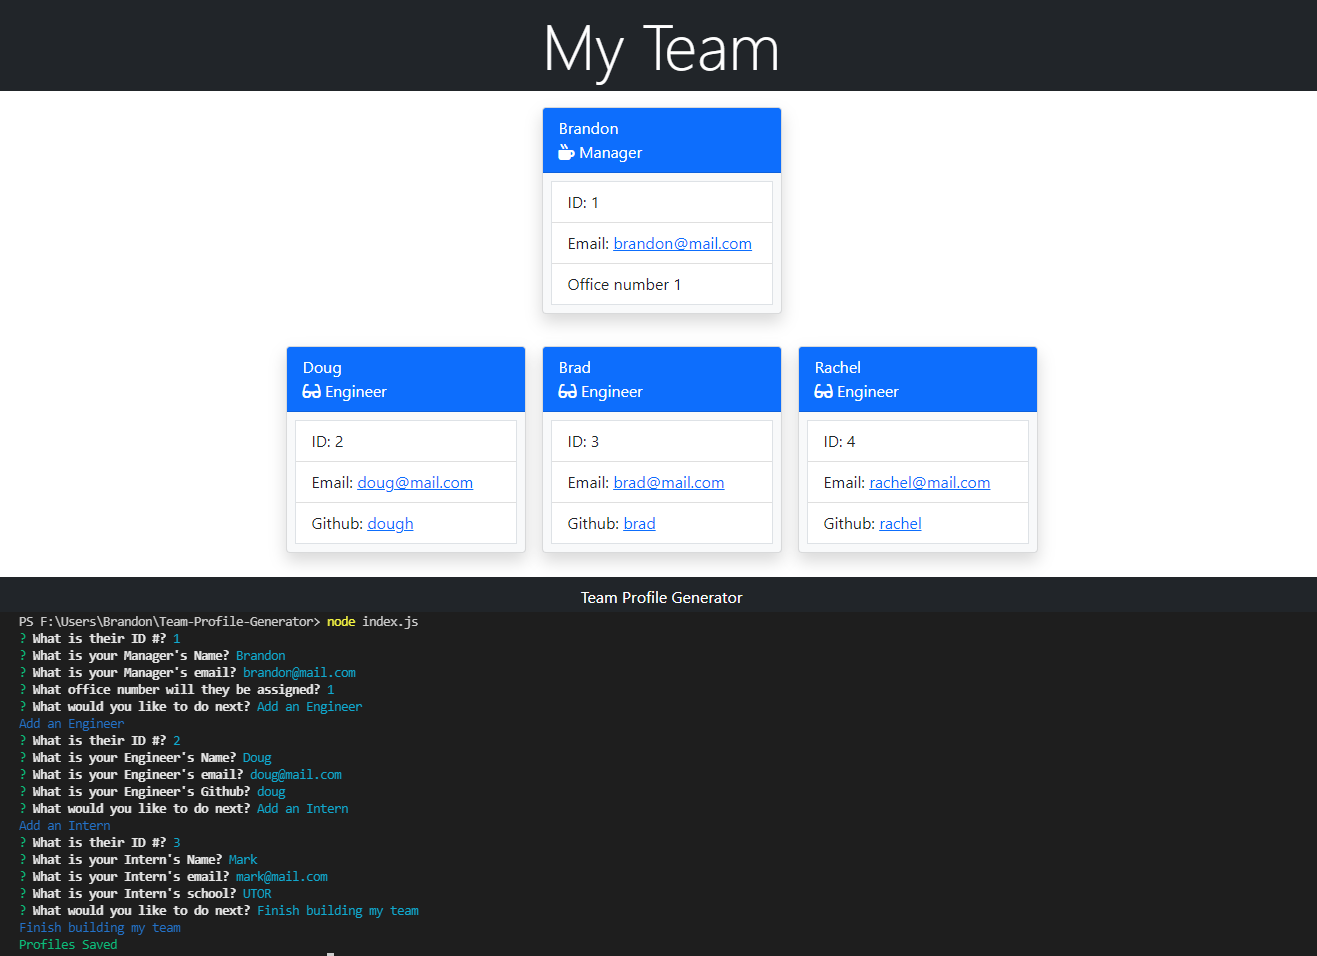 My Team
Brandon
Manager
ID: 1
Email: brandon@mail.com
Office number 1
Doug
Engineer
ID: 2
Email: doug@mail.com
Github: dough
Brad
Engineer
ID: 3
Email: brad@mail.com
Github: brad
Rachel
Engineer
ID: 4
Email: rachel@mail.com
Github: rachel
Team Profile Generator
PS F:\Users\Brandon\Team-Profile-Generator> node index.js
? What is their ID #? 1
? What is your Manager's Name? Brandon
? What is your Manager's email? brandon@mail.com
? What office number will they be assigned? 1
? What would you like to do next? Add an Engineer
Add an Engineer
? What is their ID #? 2
? What is your Engineer's Name? Doug
? What is your Engineer's email? doug@mail.com
? What is your Engineer's Github? doug
? What would you like to do next? Add an Intern
Add an Intern
? What is their ID #? 3
? What is your Intern's Name? Mark
? What is your Intern's email? mark@mail.com
? What is your Intern's school? UTOR
? What would you like to do next? Finish building my team
Finish building my team
Profiles Saved